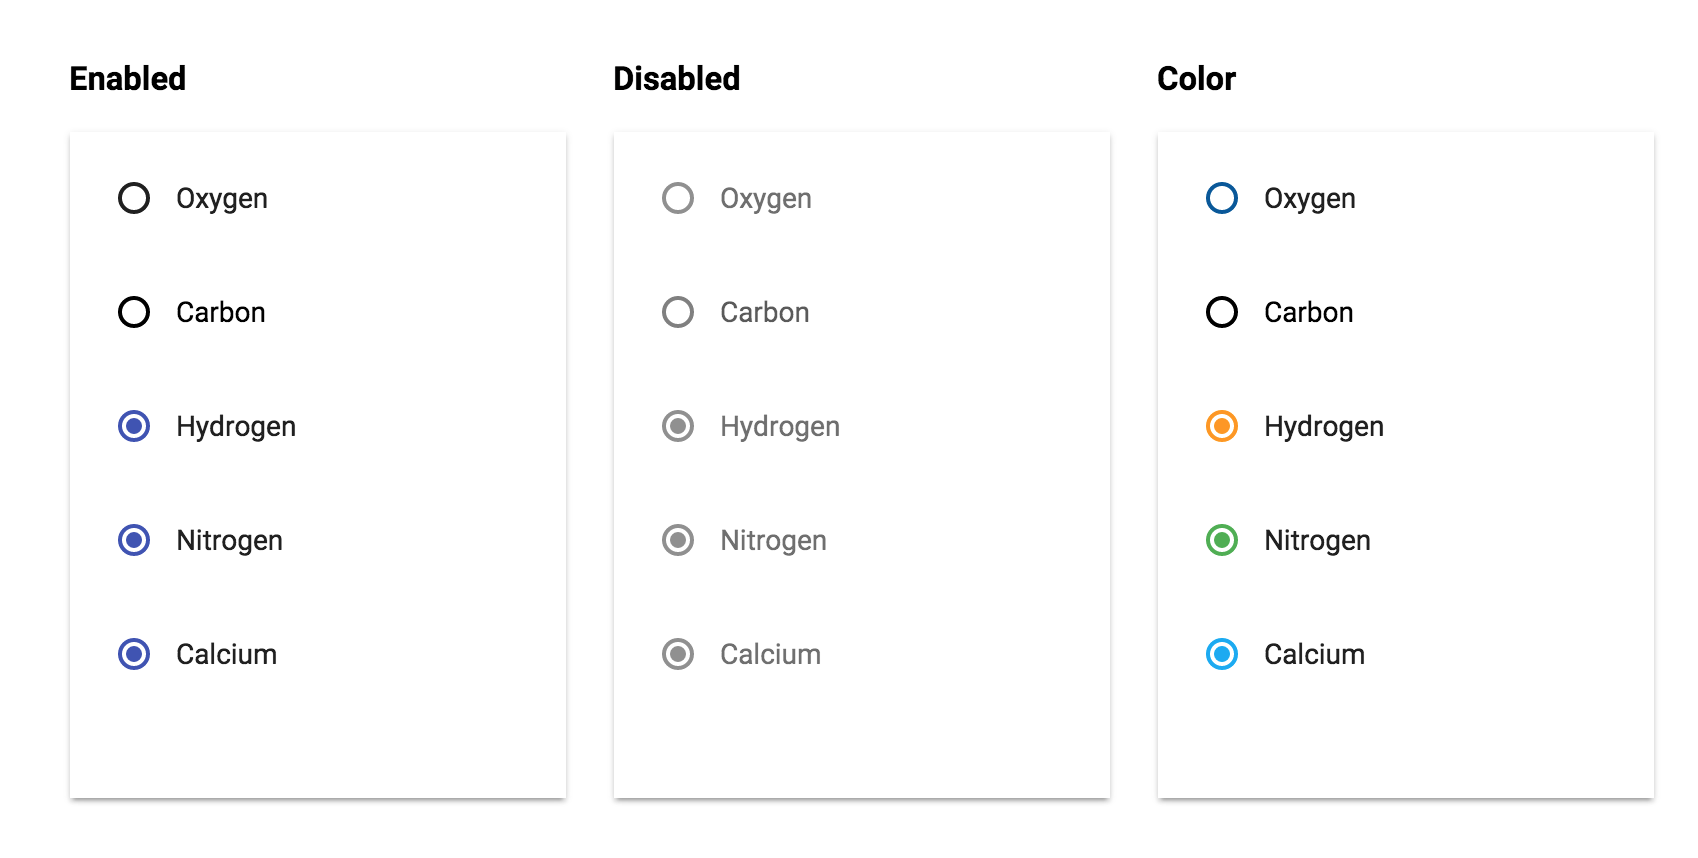 Enabled
Oxygen
Carbon
Hydrogen
Nitrogen
Calcium
Disabled
Oxygen
Carbon
Hydrogen
Nitrogen
Calcium
Color
Oxygen
Carbon
Hydrogen
Nitrogen
Calcium